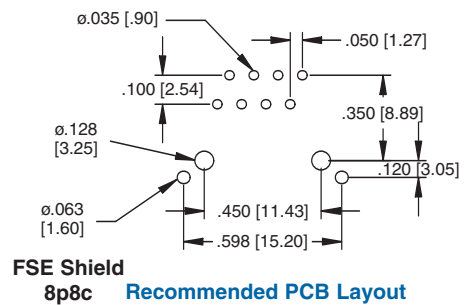 ø.035 [.90]
.050 [1.27]
.100 [2.54]
.350 [8.89]
ø.128
[3.25]
.120 [3.05]
ø.063
[1.60]
.450 [11.43]
.598 [15.20]
FSE Shield
8p8c
Recommended PCB Layout